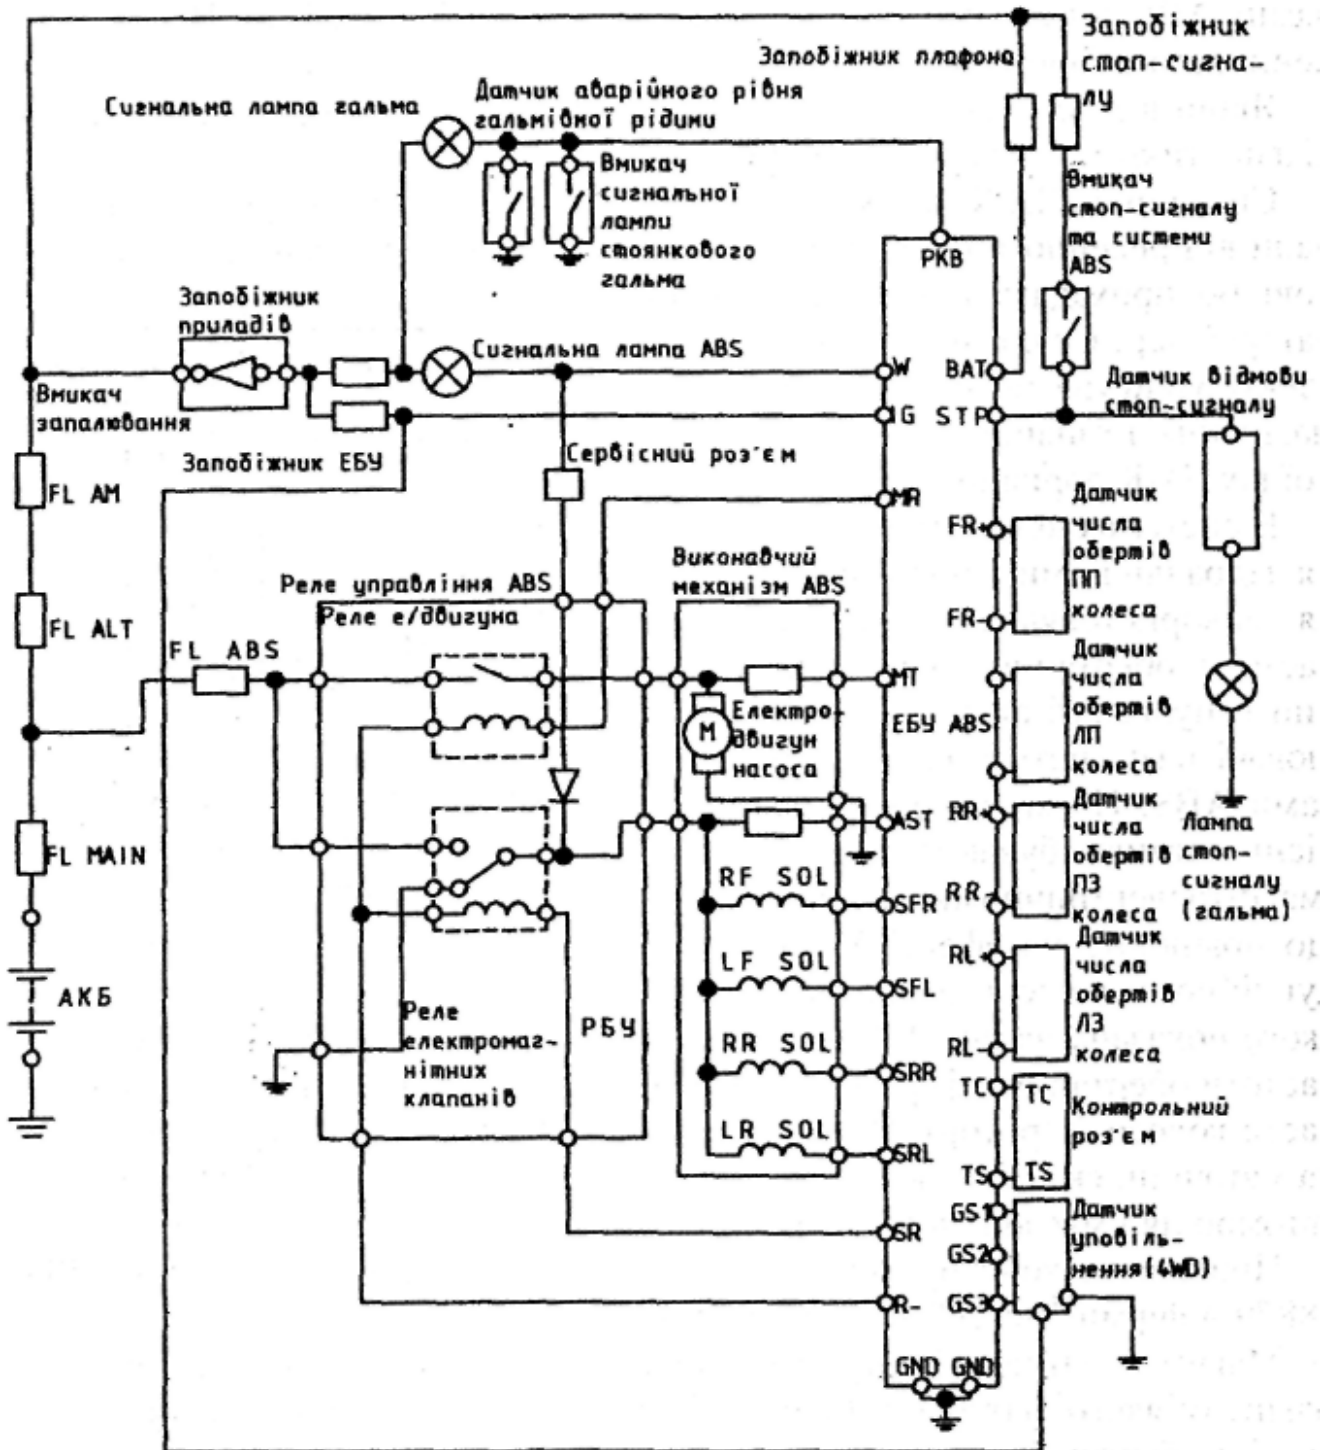 Запобіжник
стоп-сигна-
лу
Запобіжник плафона
Сигнальна лампа гальма
Датчик аварійного рівня
гальмівної рідини
Вмикач
сигнальної
лампи
стоянкового
гальма
Вмикач
стоп-сигналу
та системи
ABS
РКВ
Запобіжник
приладів
Сигнальна лампа ABS
W
BAT
Вмикач
запалювання
Датчик відмови
стоп-сигналу
IG
STP
Запобіжник ЕБУ
Сервісний роз'єм
FL AM
MR
Датчик
числа
обертів
ПП
колеса
FR+
FR-
Виконавчий
механізм ABS
Реле управління ABS
Реле е/двигуна
FL ALT
FL ABS
MT
Датчик
числа
обертів
ЛП
колеса
ЕБУ ABS
M
Електро-
двигун
насоса
FL MAIN
AST
RR+
RR-
Датчик
числа
обертів
ПЗ
колеса
Лампа
стоп-
сигналу
(гальма)
RF SOL
SFR
LF SOL
SFL
RL+
RL-
Датчик
числа
обертів
ЛЗ
колеса
АКБ
Реле
електромаг-
нітних
клапанів
РБУ
RR SOL
SRR
LR SOL
SRL
TC
TC
TS
TS
Контрольний
роз'єм
SR
GS1
GS2
GS3
Датчик
уповіль-
нення(4WD)
R-
GND GND